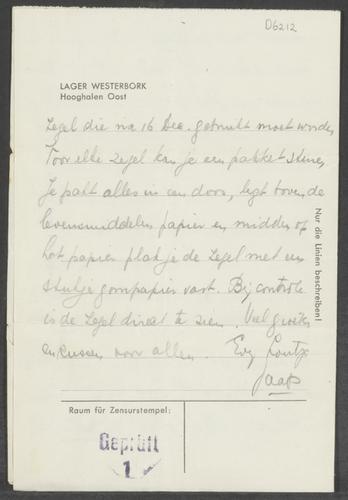 D6212
LAGER WESTERBORK
Hooghalen Oost
Zegel die na 16 Dec. gebruikt moet worden
Voor elke zegel kan je een pakket sturen
Je pakt alles in een doos, legt boven de
levensmiddelen papier en midden op
het papier plak je de zegel met een
stukje gompapier vast. Bij controle
is de zegel direct te zien. Veel groeten
en kussen voor allen.
Jaap
Nur die Linien beschreiben!
Raum für Zensurstempel:
Geprüft
1